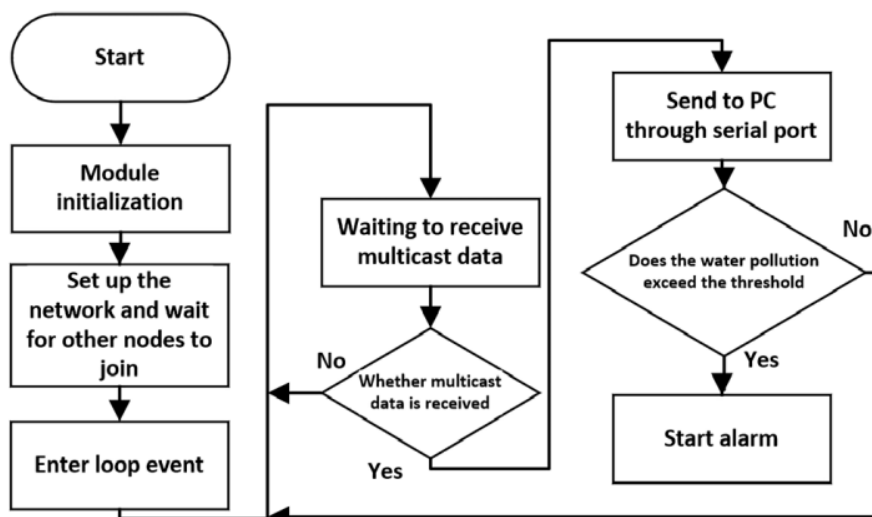 Start
Module
initialization
Set up the
network and wait
for other nodes to
join
Enter loop event
Waiting to receive
multicast data
No
Whether multicast
data is received
Yes
Send to PC
through serial port
No
Does the water pollution
exceed the threshold
Yes
Start alarm